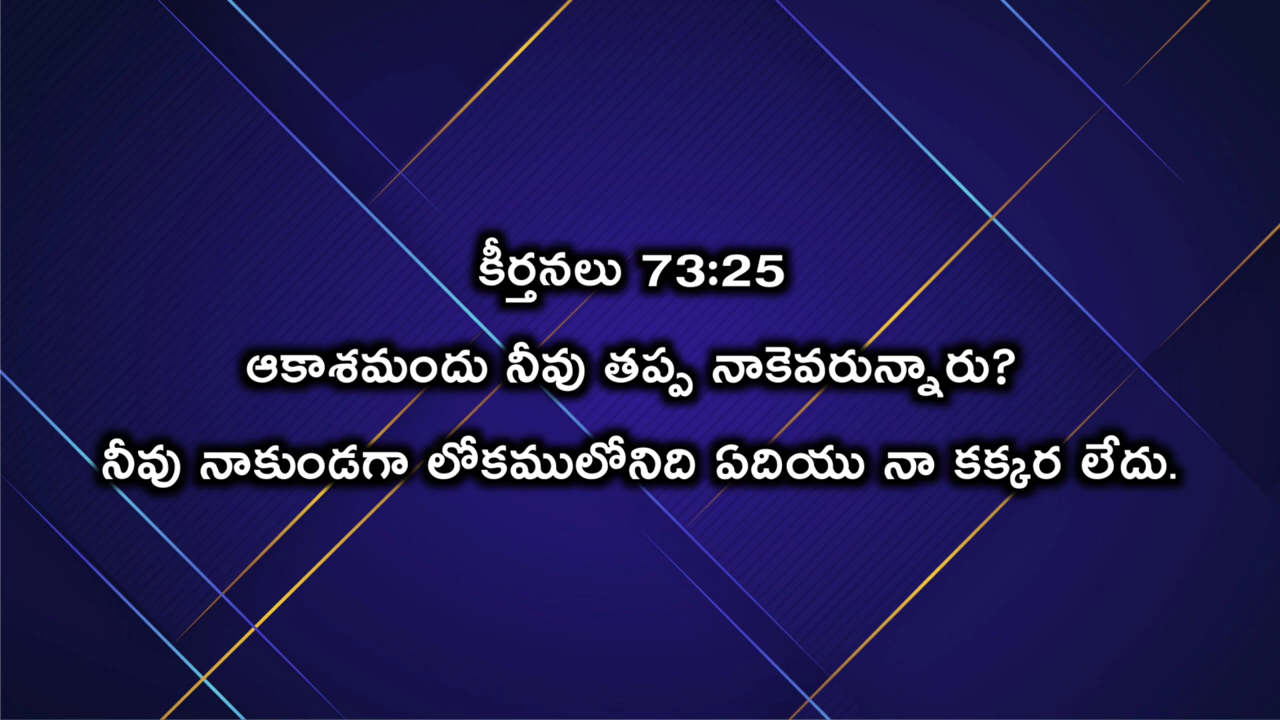 కీర్తనలు 73:25
ఆకాశమందు నీవు తప్ప నాకెవరున్నారు?
నీవు నాకుండగా లోకములోనిది ఏదియు నా కక్కర లేదు.